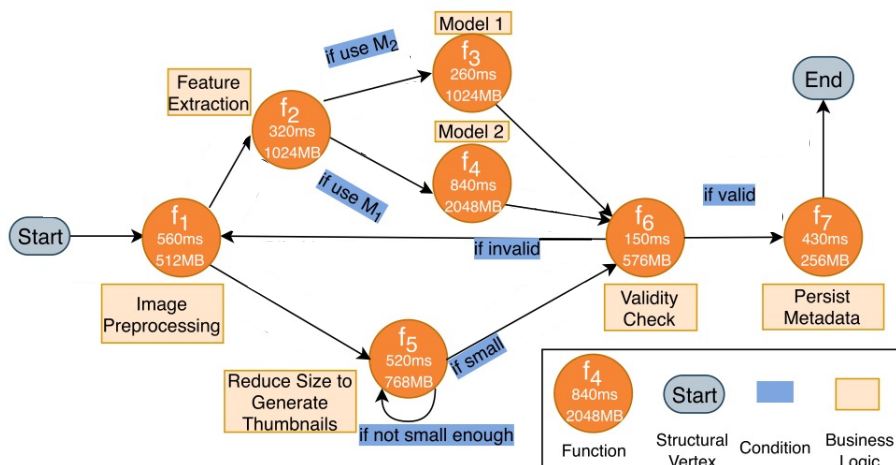 Model 1
if use M2
f3
260ms
1024MB
Feature
Extraction
f2
320ms
1024MB
Model 2
f4
840ms
2048MB
if use M1
End
Start
f1
560ms
512MB
Image
Preprocessing
if invalid
f6
150ms
576MB
Validity
Check
if valid
f7
430ms
256MB
Persist
Metadata
f5
520ms
768MB
if small
Reduce Size to
Generate
Thumbnails
if not small enough
f4
840ms
2048MB
Function
Start
Structural
Vertex
Condition
Business
Logic